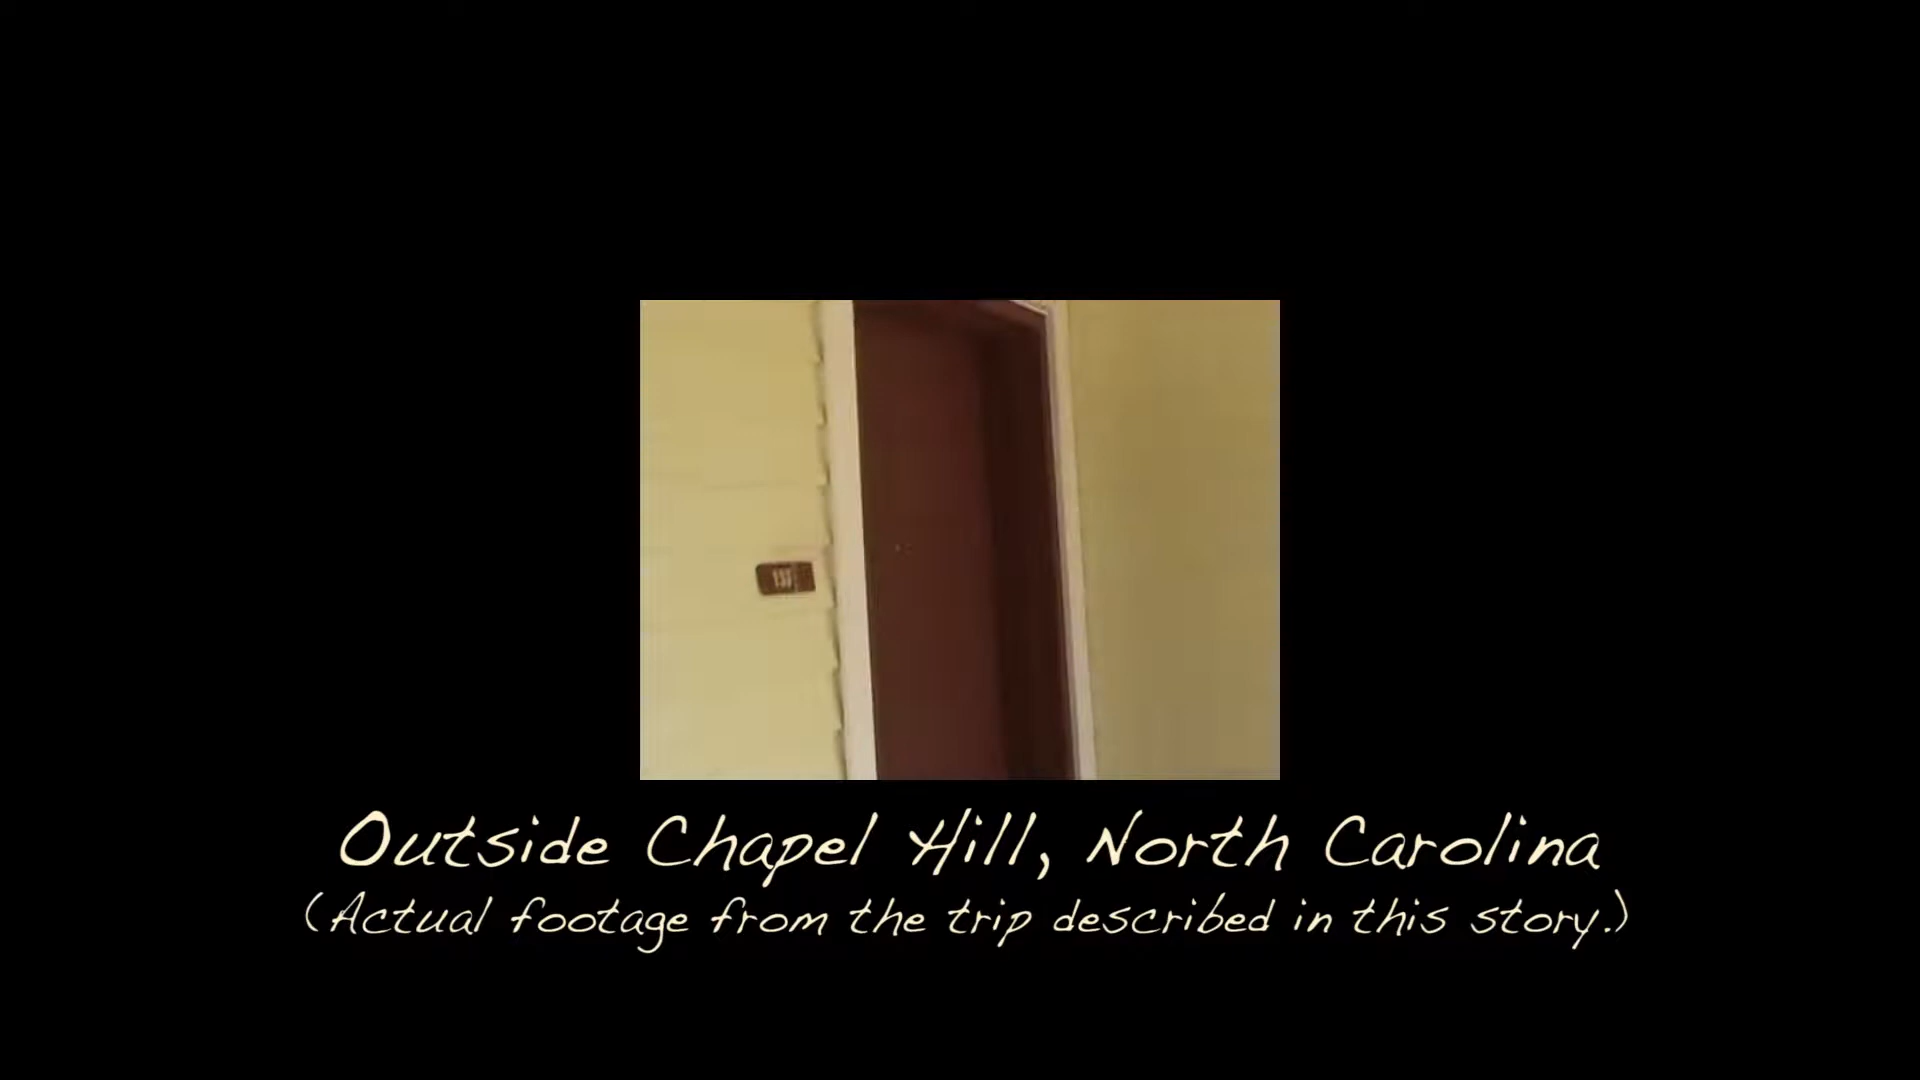 Outside Chapel Hill, North Carolina
(Actual footage from the trip described in this story.)